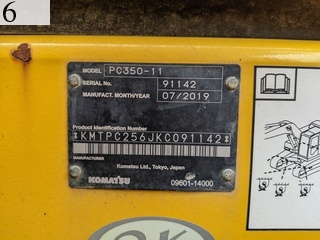 6
MODEL PC350-11
SERIAL No. 91142
MANUFACT. MONTH/YEAR 07/2019
Product Identification Number
*KMTPC256JKC091142*
MANUFACTURER
Komatsu Ltd., Tokyo, Japan
KOMATSU 09601-14000